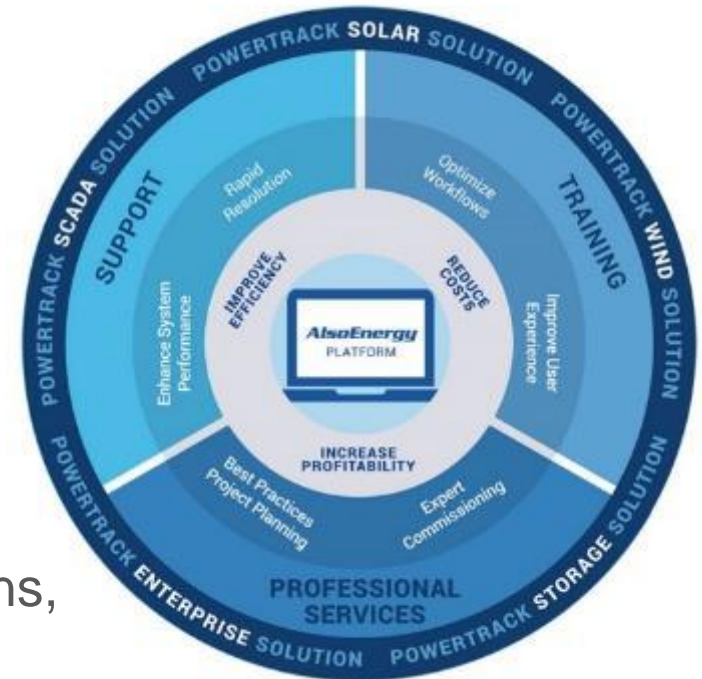 POWERTRACK SOLAR SOLUTION
POWERTRACK WIND SOLUTION
POWERTRACK STORAGE SOLUTION
POWERTRACK ENTERPRISE SOLUTION
POWERTRACK SCADA SOLUTION
SUPPORT
Rapid
Resolution
Enhance System
Performance
TRAINING
Optimize
Workflows
Improve User
Experience
PROFESSIONAL
SERVICES
Best Practices
Project Planning
Expert
Commissioning
IMPROVE
EFFICIENCY
REDUCE
COSTS
INCREASE
PROFITABILITY
AlsoEnergy
PLATFORM
ns,